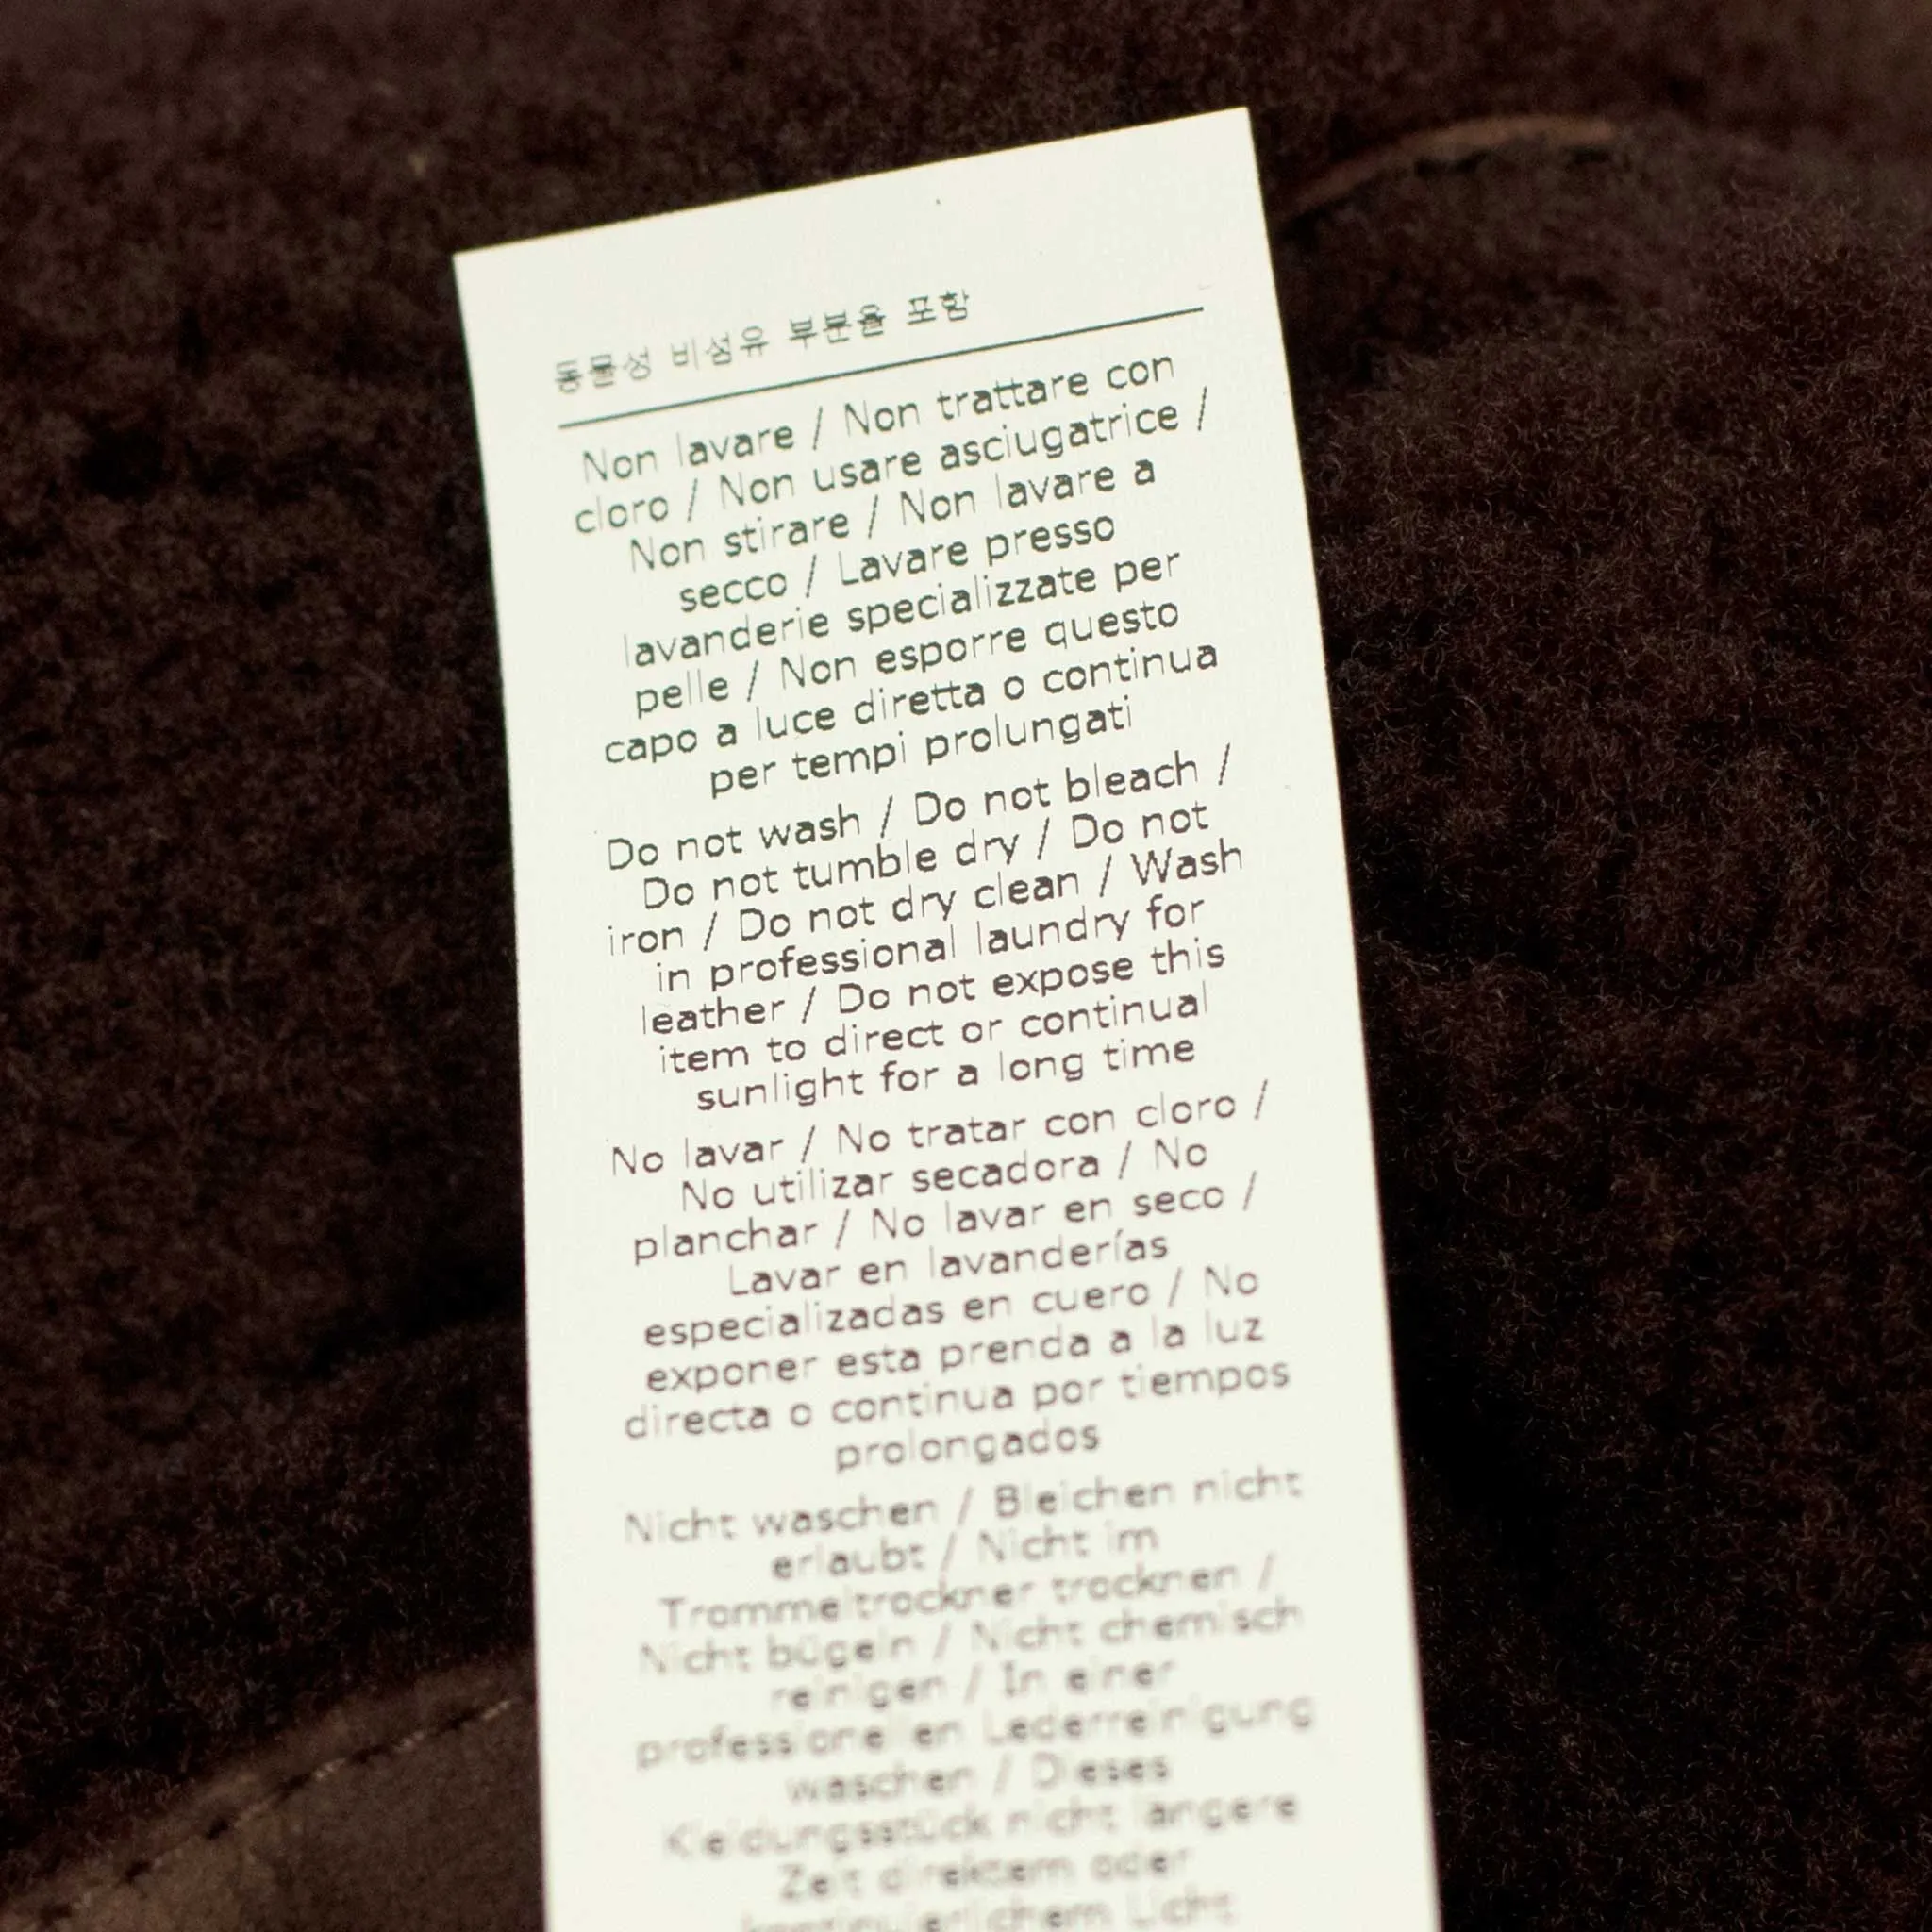 동물성 비섬유 부분을 포함
Non lavare / Non trattare con
cloro / Non usare asciugatrice /
Non stirare / Non lavare a
secco / Lavare presso
lavanderie specializzate per
pelle / Non esporre questo
capo a luce diretta o continua
per tempi prolungati
Do not wash / Do not bleach /
Do not tumble dry / Do not
iron / Do not dry clean / Wash
in professional laundry for
leather / Do not expose this
item to direct or continual
sunlight for a long time
No lavar / No tratar con cloro /
No utilizar secadora / No
planchar / No lavar en seco /
Lavar en lavanderías
especializadas en cuero / No
exponer esta prenda a la luz
directa o continua por tiempos
prolongados
Nicht waschen / Bleichen nicht
erlaubt / Nicht im
Trommeltrockner trocknen /
Nicht bügeln / Nicht chemisch
reinigen / In einer
professionellen Lederreinigung
waschen / Dieses
Kleidungsstück nicht längere
Zeit direktem oder
kontinuierlichem Licht